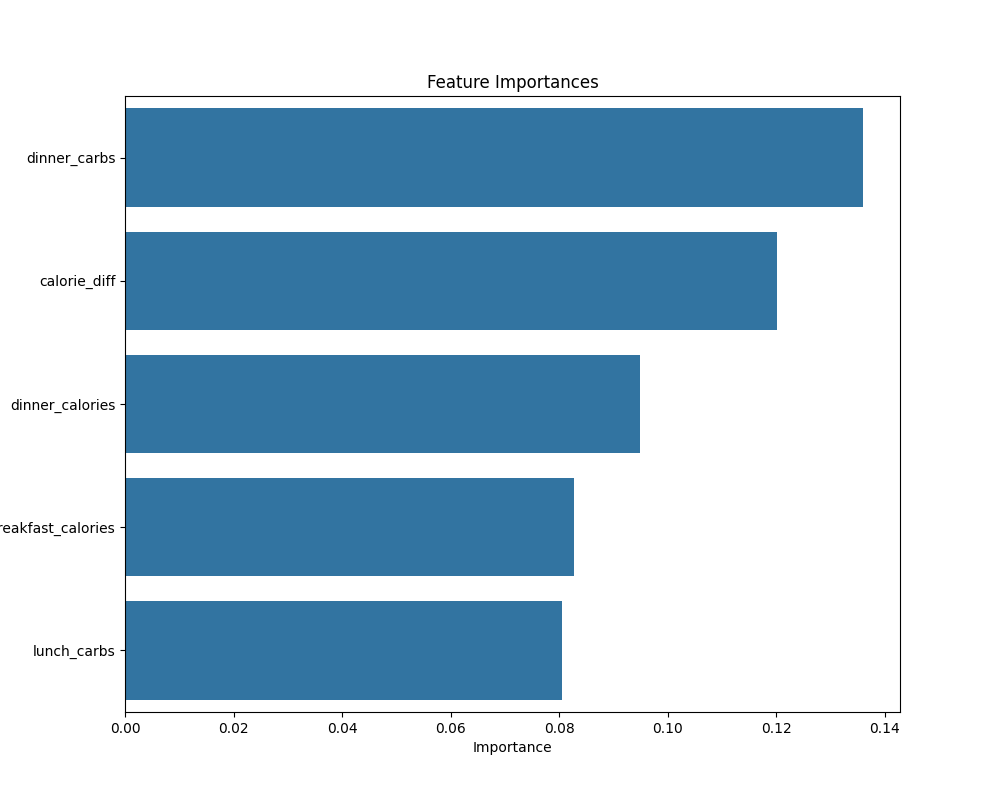 Feature Importances
dinner_carbs
calorie_diff
dinner_calories
reakfast_calories
lunch_carbs
0.00 0.02 0.04 0.06 0.08 0.10 0.12 0.14
Importance